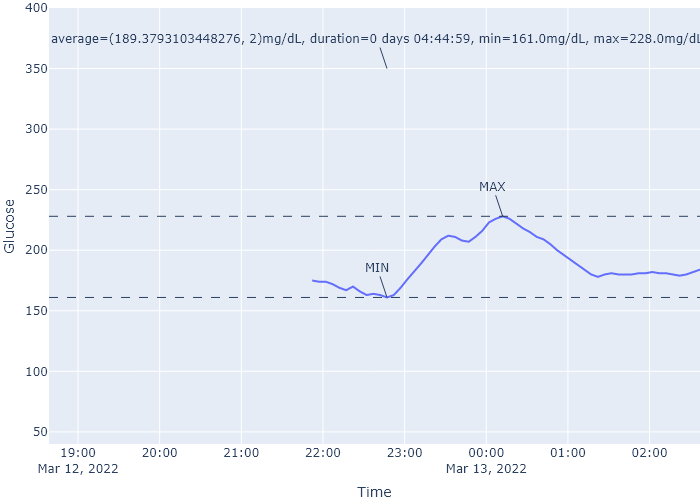 400
average=(189.3793103448276, 2)mg/dL, duration=0 days 04:44:59, min=161.0mg/dL, max=228.0mg/dL
350
300
250
MAX
200
MIN
150
100
50
Glucose
19:00 20:00 21:00 22:00 23:00 00:00 01:00 02:00
Mar 12, 2022 Mar 13, 2022
Time